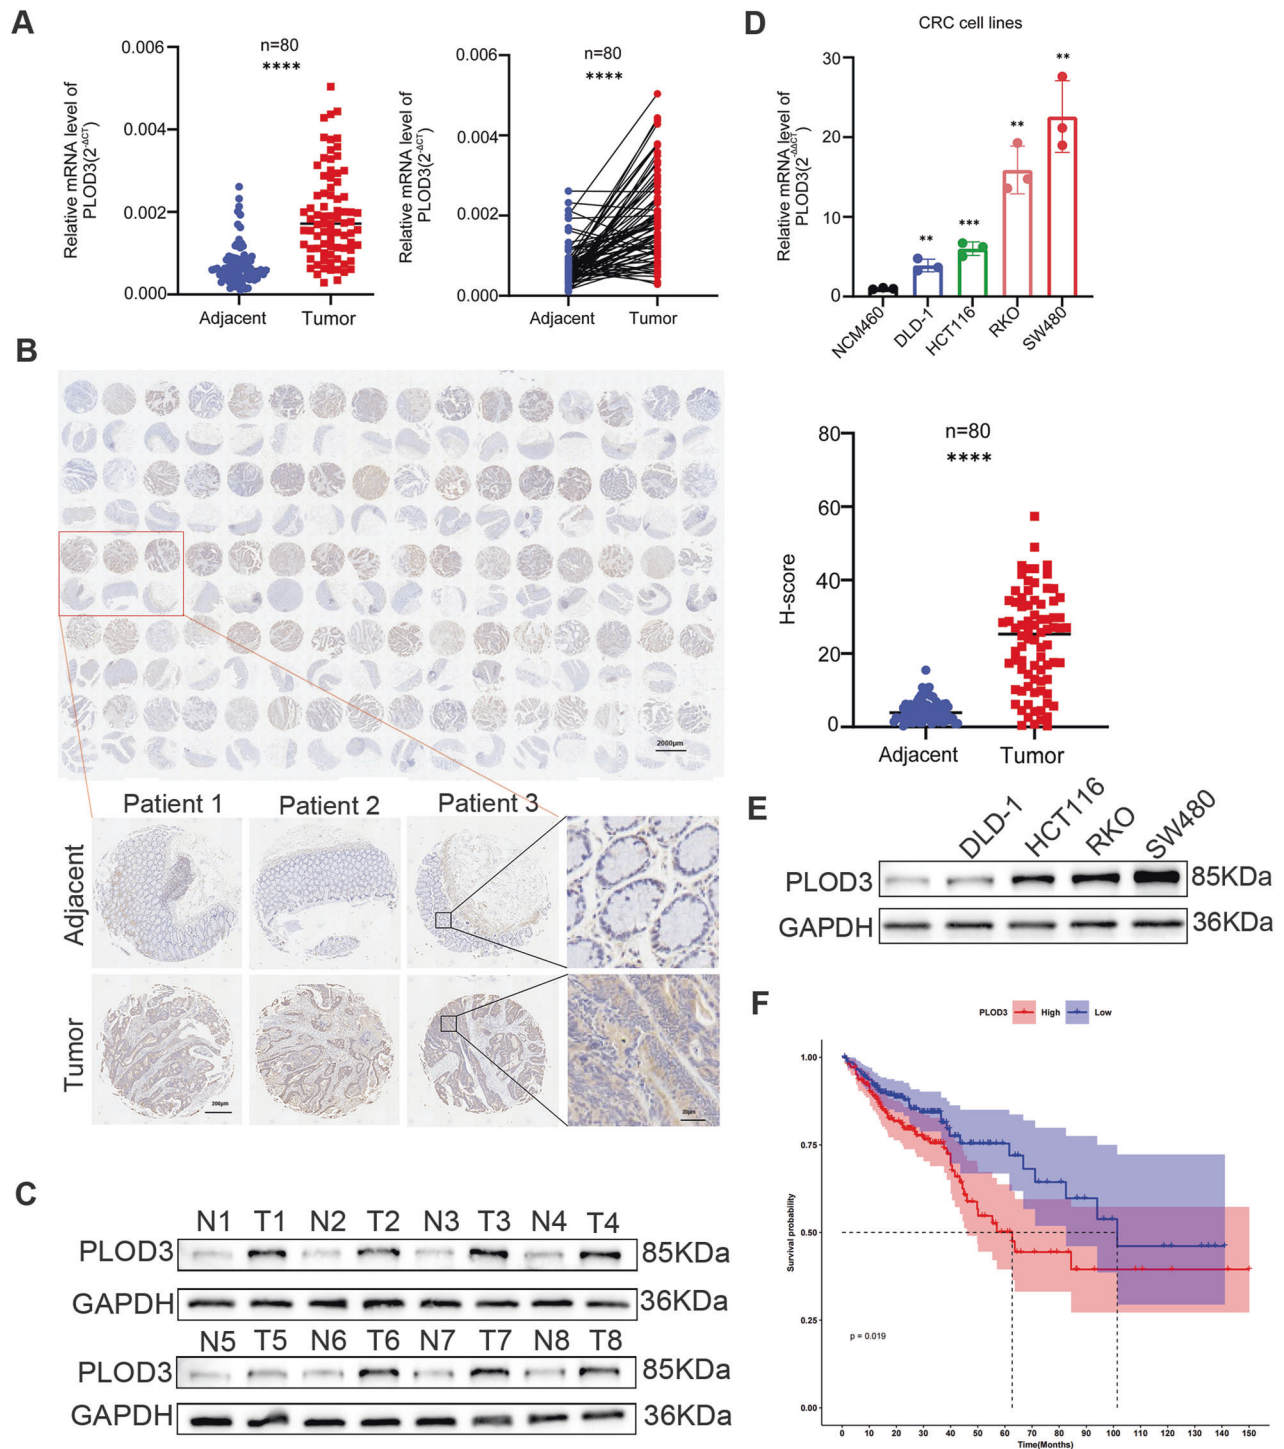 A
n=80
****
0.006
0.004
0.002
0.000
Relative mRNA level of
PLOD3(2^-ΔCT)
Adjacent
Tumor
n=80
****
0.006
0.004
0.002
0.000
Relative mRNA level of
PLOD3(2^-ΔCT)
Adjacent
Tumor
D
CRC cell lines
30
20
10
0
Relative mRNA level of
PLOD3(2^-ΔΔCT)
**
***
**
**
NCM460
DLD-1
HCT116
RKO
SW480
B
2000μm
Patient 1
Patient 2
Patient 3
Adjacent
Tumor
200μm
20μm
n=80
****
80
60
40
20
0
H-score
Adjacent
Tumor
C
N1 T1 N2 T2 N3 T3 N4 T4
PLOD3 85KDa
GAPDH 36KDa
N5 T5 N6 T6 N7 T7 N8 T8
PLOD3 85KDa
GAPDH 36KDa
E
DLD-1
HCT116
RKO
SW480
PLOD3 85KDa
GAPDH 36KDa
F
PLOD3 High Low
1.00
0.75
0.50
0.25
0.00
Survival probability
p = 0.019
0 10 20 30 40 50 60 70 80 90 100 110 120 130 140 150
Time(Months)